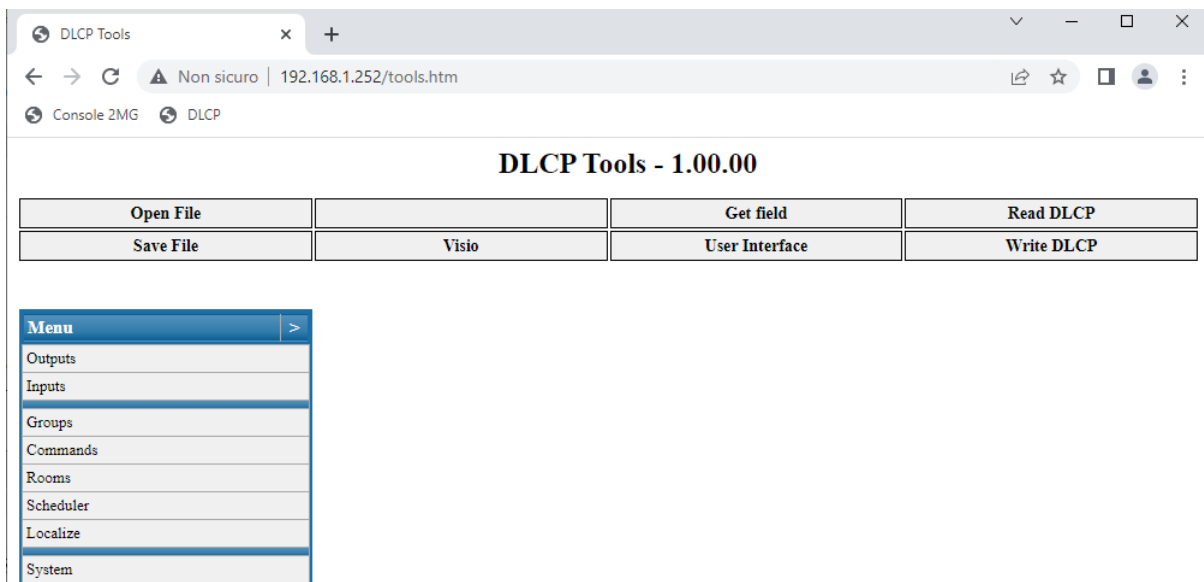 DLCP Tools
Non sicuro 192.168.1.252/tools.htm
Console 2MG DLCP
DLCP Tools - 1.00.00
Open File Get field Read DLCP
Save File Visio User Interface Write DLCP
Menu >
Outputs
Inputs
Groups
Commands
Rooms
Scheduler
Localize
System